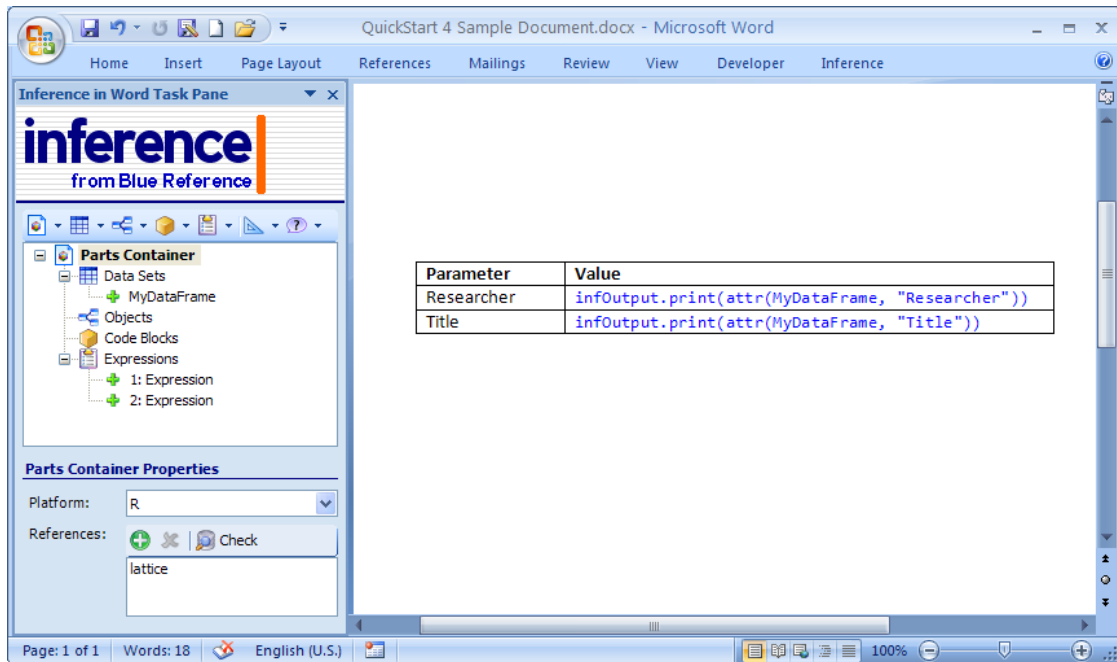 QuickStart 4 Sample Document.docx - Microsoft Word
Home Insert Page Layout References Mailings Review View Developer Inference
Inference in Word Task Pane
inference
from Blue Reference
Parts Container
Data Sets
MyDataFrame
Objects
Code Blocks
Expressions
1: Expression
2: Expression
Parts Container Properties
Platform: R
References: Check
lattice
Parameter Value
Researcher infOutput.print(attr(MyDataFrame, "Researcher"))
Title infOutput.print(attr(MyDataFrame, "Title"))
Page: 1 of 1 Words: 18 English (U.S.) 100%